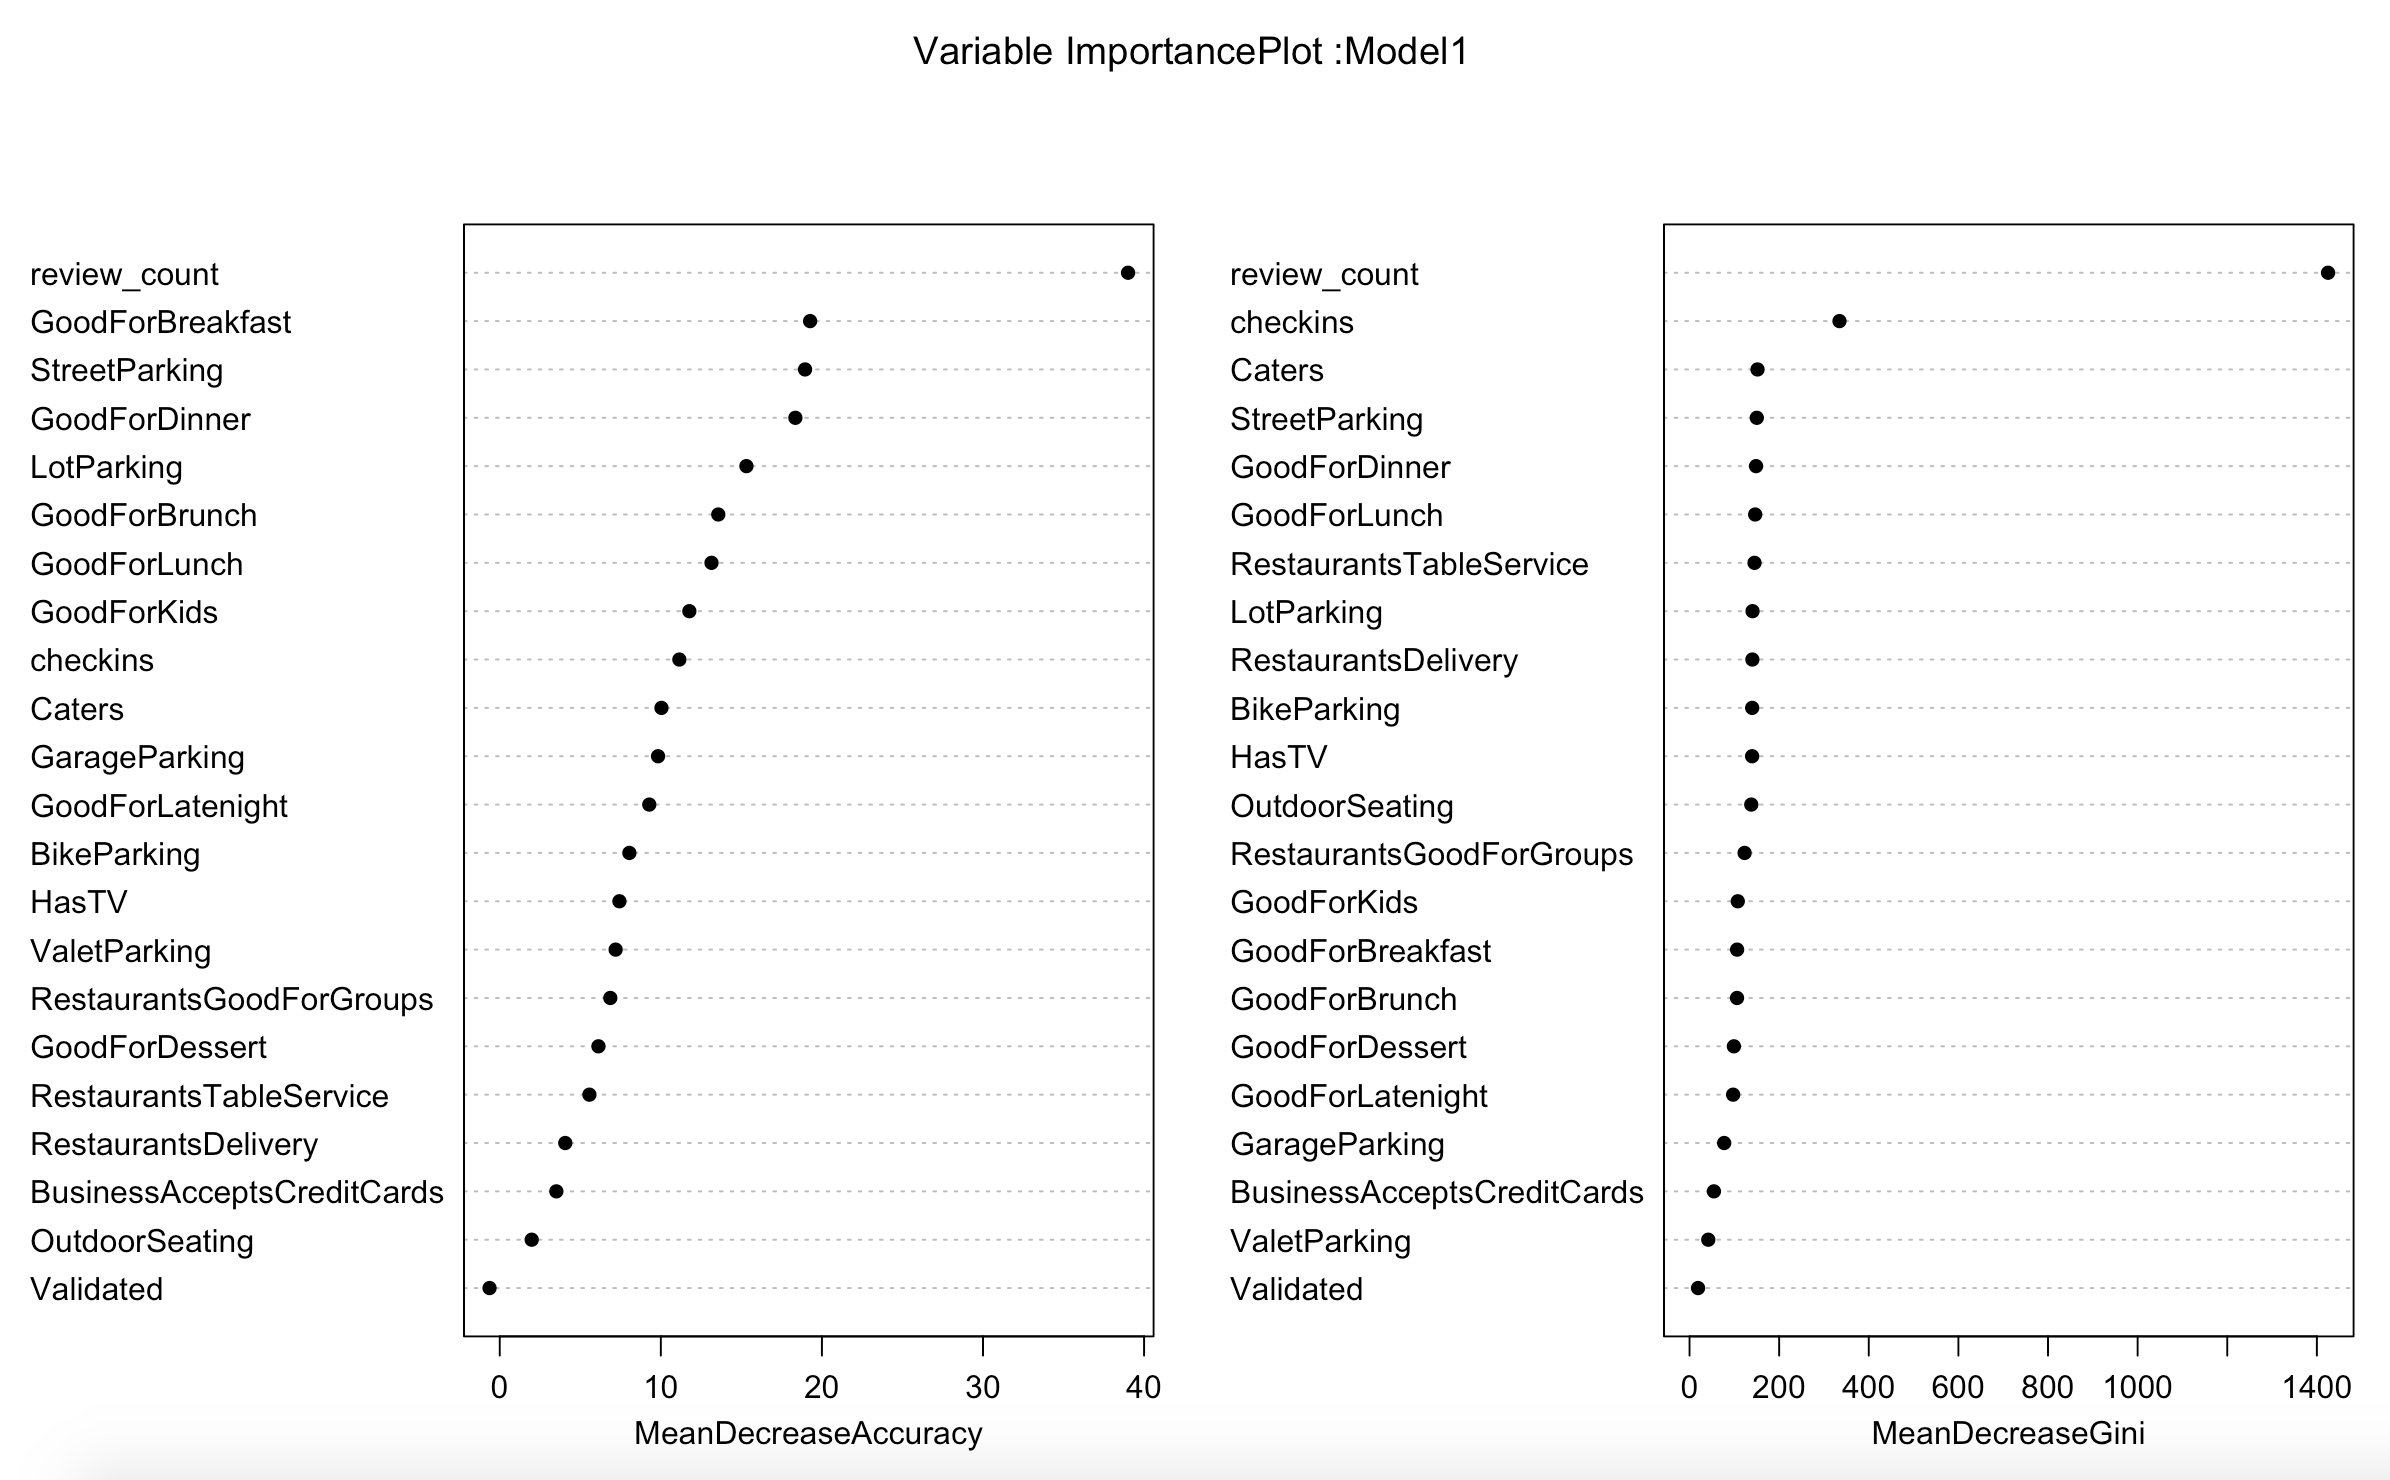 Variable ImportancePlot :Model1
review_count
GoodForBreakfast
StreetParking
GoodForDinner
LotParking
GoodForBrunch
GoodForLunch
GoodForKids
checkins
Caters
GarageParking
GoodForLatenight
BikeParking
HasTV
ValetParking
RestaurantsGoodForGroups
GoodForDessert
RestaurantsTableService
RestaurantsDelivery
BusinessAcceptsCreditCards
OutdoorSeating
Validated
0 10 20 30 40
MeanDecreaseAccuracy
review_count
checkins
Caters
StreetParking
GoodForDinner
GoodForLunch
RestaurantsTableService
LotParking
RestaurantsDelivery
BikeParking
HasTV
OutdoorSeating
RestaurantsGoodForGroups
GoodForKids
GoodForBreakfast
GoodForBrunch
GoodForDessert
GoodForLatenight
GarageParking
BusinessAcceptsCreditCards
ValetParking
Validated
0 200 400 600 800 1000 1400
MeanDecreaseGini